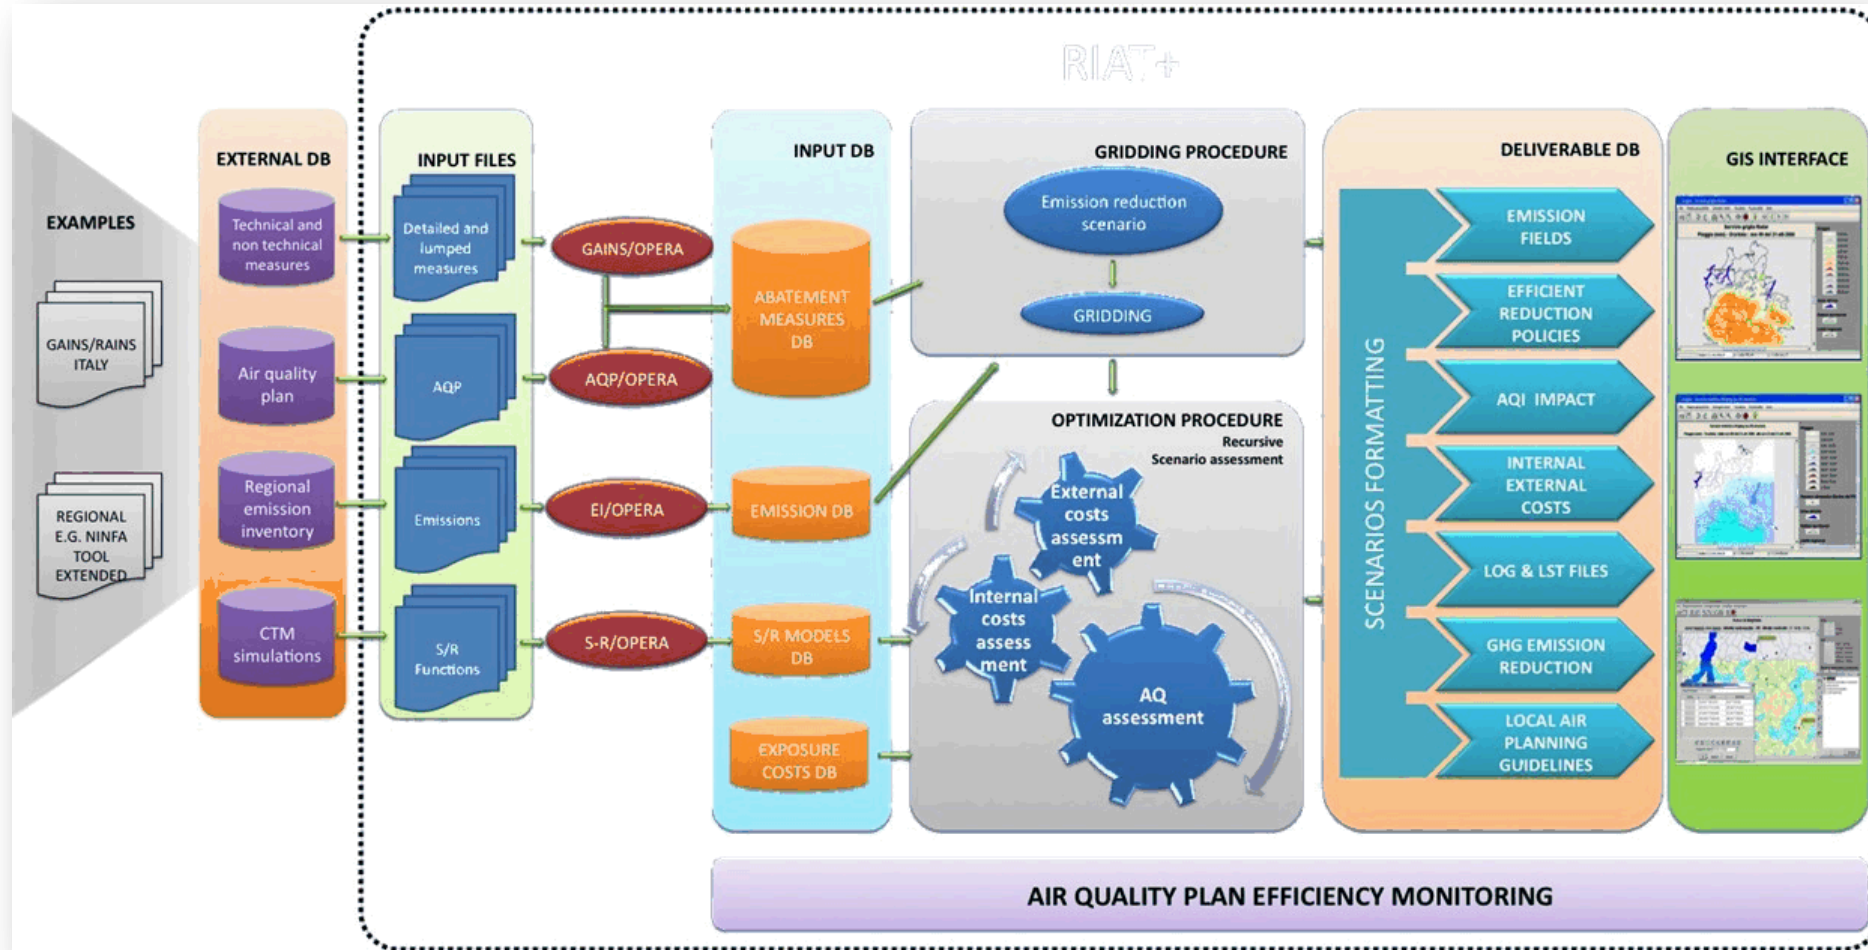 RIAT+
EXAMPLES
GAINS/RAINS
ITALY
REGIONAL
E.G. NINFA
TOOL
EXTENDED
EXTERNAL DB
Technical and
non technical
measures
Air quality
plan
Regional
emission
inventory
CTM
simulations
INPUT FILES
Detailed and
lumped
measures
AQP
Emissions
S/R
Functions
GAINS/OPERA
AQP/OPERA
EI/OPERA
S-R/OPERA
INPUT DB
ABATEMENT
MEASURES
DB
EMISSION DB
S/R MODELS
DB
EXPOSURE
COSTS DB
GRIDDING PROCEDURE
Emission reduction
scenario
GRIDDING
OPTIMIZATION PROCEDURE
Recursive
Scenario assessment
External
costs
assessm
ent
Internal
costs
assess
ment
AQ
assessment
DELIVERABLE DB
SCENARIOS FORMATTING
EMISSION
FIELDS
EFFICIENT
REDUCTION
POLICIES
AQI IMPACT
INTERNAL
EXTERNAL
COSTS
LOG & LST FILES
GHG EMISSION
REDUCTION
LOCAL AIR
PLANNING
GUIDELINES
GIS INTERFACE
AIR QUALITY PLAN EFFICIENCY MONITORING